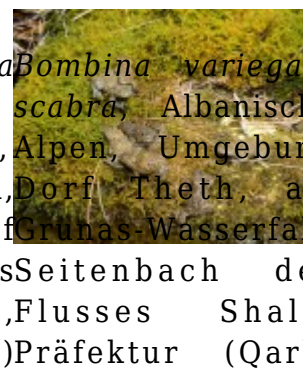 a Bombina variega
scabra, Albanisch
, Alpen, Umgebun
, Dorf Theth, a
f Grunas-Wasserfa
s Seitenbach de
, Flusses Shal
) Präfektur (Qar